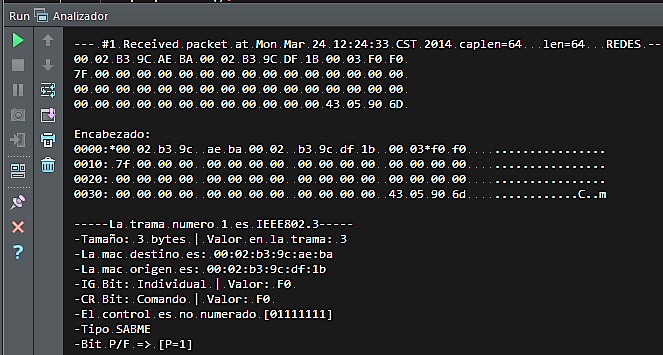 Run Analizador
--- #1 Received packet at Mon Mar 24 12:24:33 CST 2014 caplen=64 len=64 REDES --
00 02 B3 9C AE BA 00 02 B3 9C DF 1B 00 03 F0 F0
7F 00 00 00 00 00 00 00 00 00 00 00 00 00 00 00
00 00 00 00 00 00 00 00 00 00 00 00 00 00 00 00
00 00 00 00 00 00 00 00 00 00 00 00 43 05 90 6D
Encabezado:
0000:*00 02 b3 9c ae ba 00 02 b3 9c df 1b 00 03*f0 f0 ................
0010: 7f 00 00 00 00 00 00 00 00 00 00 00 00 00 00 00 ................
0020: 00 00 00 00 00 00 00 00 00 00 00 00 00 00 00 00 ................
0030: 00 00 00 00 00 00 00 00 00 00 00 00 43 05 90 6d ............C..m
-----La trama numero 1 es IEEE802.3-----
-Tamaño: 3 bytes | Valor en la trama: 3
-La mac destino es: 00:02:b3:9c:ae:ba
-La mac origen es: 00:02:b3:9c:df:1b
-IG Bit: Individual | Valor: F0
-CR Bit: Comando | Valor: F0
-El control es no numerado [01111111]
-Tipo SABME
-Bit P/F => [P=1]